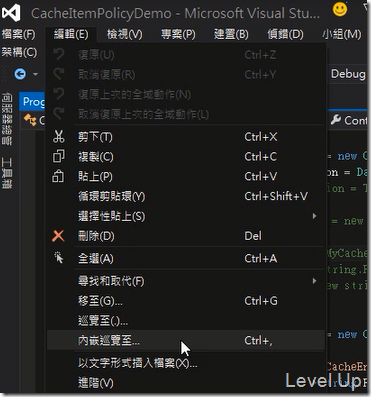 CacheItemPolicyDemo - Microsoft Visual Stu...
檔案(F) 編輯(E) 檢視(V) 專案(P) 建置(B) 偵錯(D) 小組(M)
架構(C)
Debug
伺服器總管
工具箱
Prog
復原(U) Ctrl+Z
取消復原(R) Ctrl+Y
復原上次的全域動作(N)
取消復原上次的全域動作(L)
剪下(T) Ctrl+X
複製(C) Ctrl+C
貼上(P) Ctrl+V
循環剪貼環(Y) Ctrl+Shift+V
選擇性貼上(S)
刪除(D) Del
全選(A) Ctrl+A
尋找和取代(F)
移至(G)... Ctrl+G
巡覽至(,)...
內嵌巡覽至... Ctrl+,
以文字形式插入檔案(X)...
進階(V)
Cont
= new C
ion = Da
= new
MyCache
tring.F
ew stri
CacheEn
Level Up